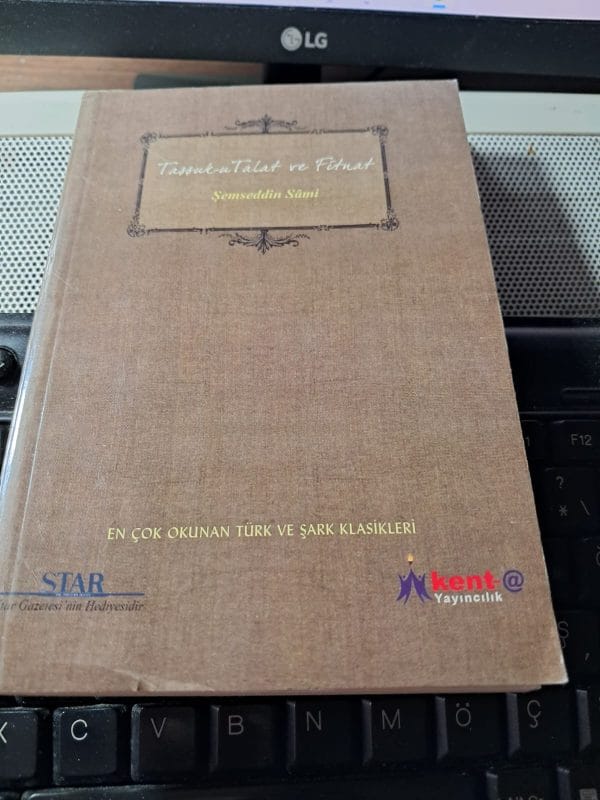 LG
Tassuk-u Talat ve Fitnat
Şemseddin Sâmi
EN ÇOK OKUNAN TÜRK VE ŞARK KLASİKLERİ
STAR
Gazetesi'nin Hediyesidir
kent-@
Yayıncılık
F12
?
* \
Ş
X C V B N M Ö Ç